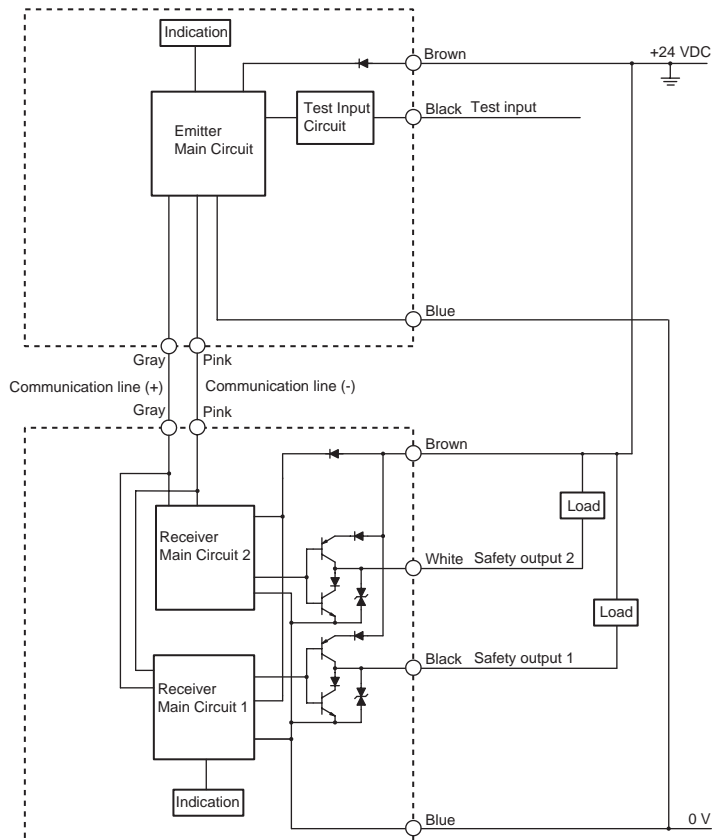 Indication
Brown
+24 VDC
Emitter
Main Circuit
Test Input
Circuit
Black Test input
Blue
Gray
Pink
Communication line (+)
Communication line (-)
Gray
Pink
Brown
Load
Receiver
Main Circuit 2
White Safety output 2
Load
Black Safety output 1
Receiver
Main Circuit 1
Indication
Blue
0 V